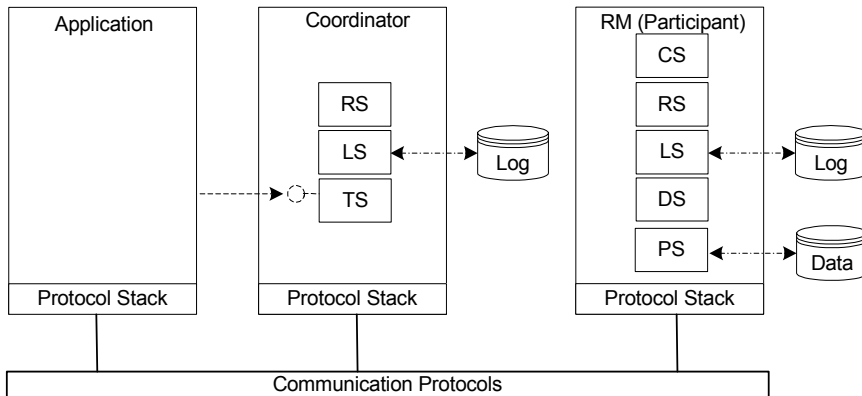 Application
Coordinator
RM (Participant)
CS
RS
RS
LS
Log
LS
Log
TS
DS
PS
Data
Protocol Stack
Protocol Stack
Protocol Stack
Communication Protocols